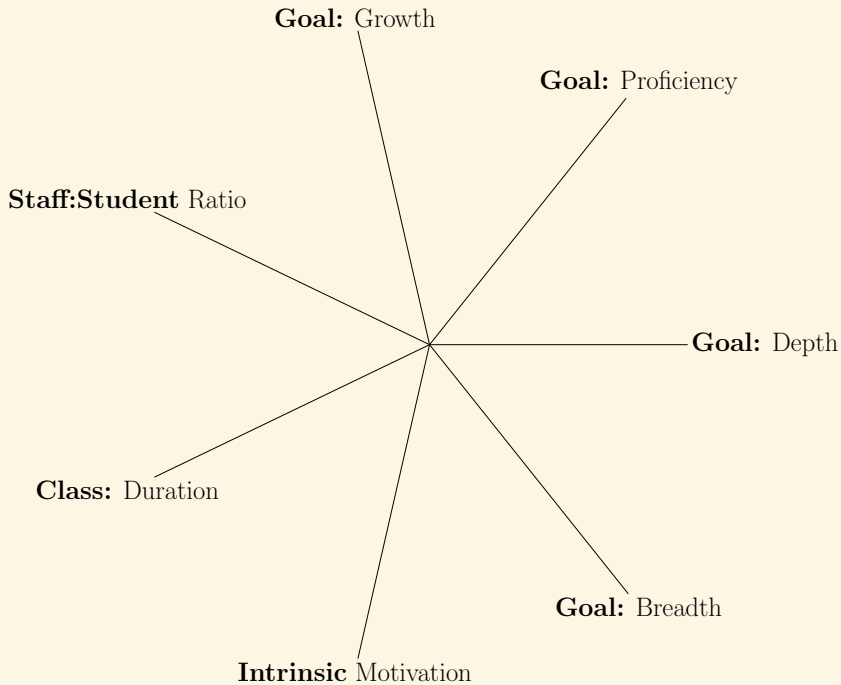 Goal: Growth
Goal: Proficiency
Staff:Student Ratio
Goal: Depth
Class: Duration
Goal: Breadth
Intrinsic Motivation